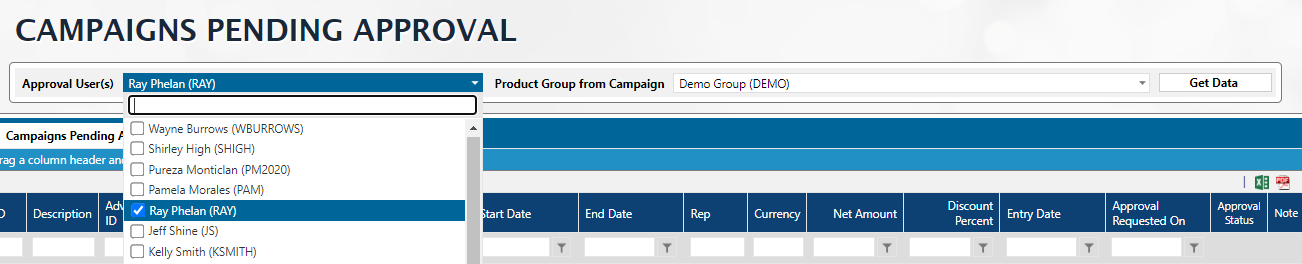 CAMPAIGNS PENDING APPROVAL
Approval User(s) Ray Phelan (RAY) Product Group from Campaign Demo Group (DEMO) Get Data
Wayne Burrows (WBURROWS)
Campaigns Pending A
Shirley High (SHIGH)
rag a column header and
Pureza Monticlan (PM2020)
Pamela Morales (PAM)
D Description Adv ID Start Date End Date Rep Currency Net Amount Discount Percent Entry Date Approval Requested On Approval Status Note
Ray Phelan (RAY)
Jeff Shine (JS)
Kelly Smith (KSMITH)